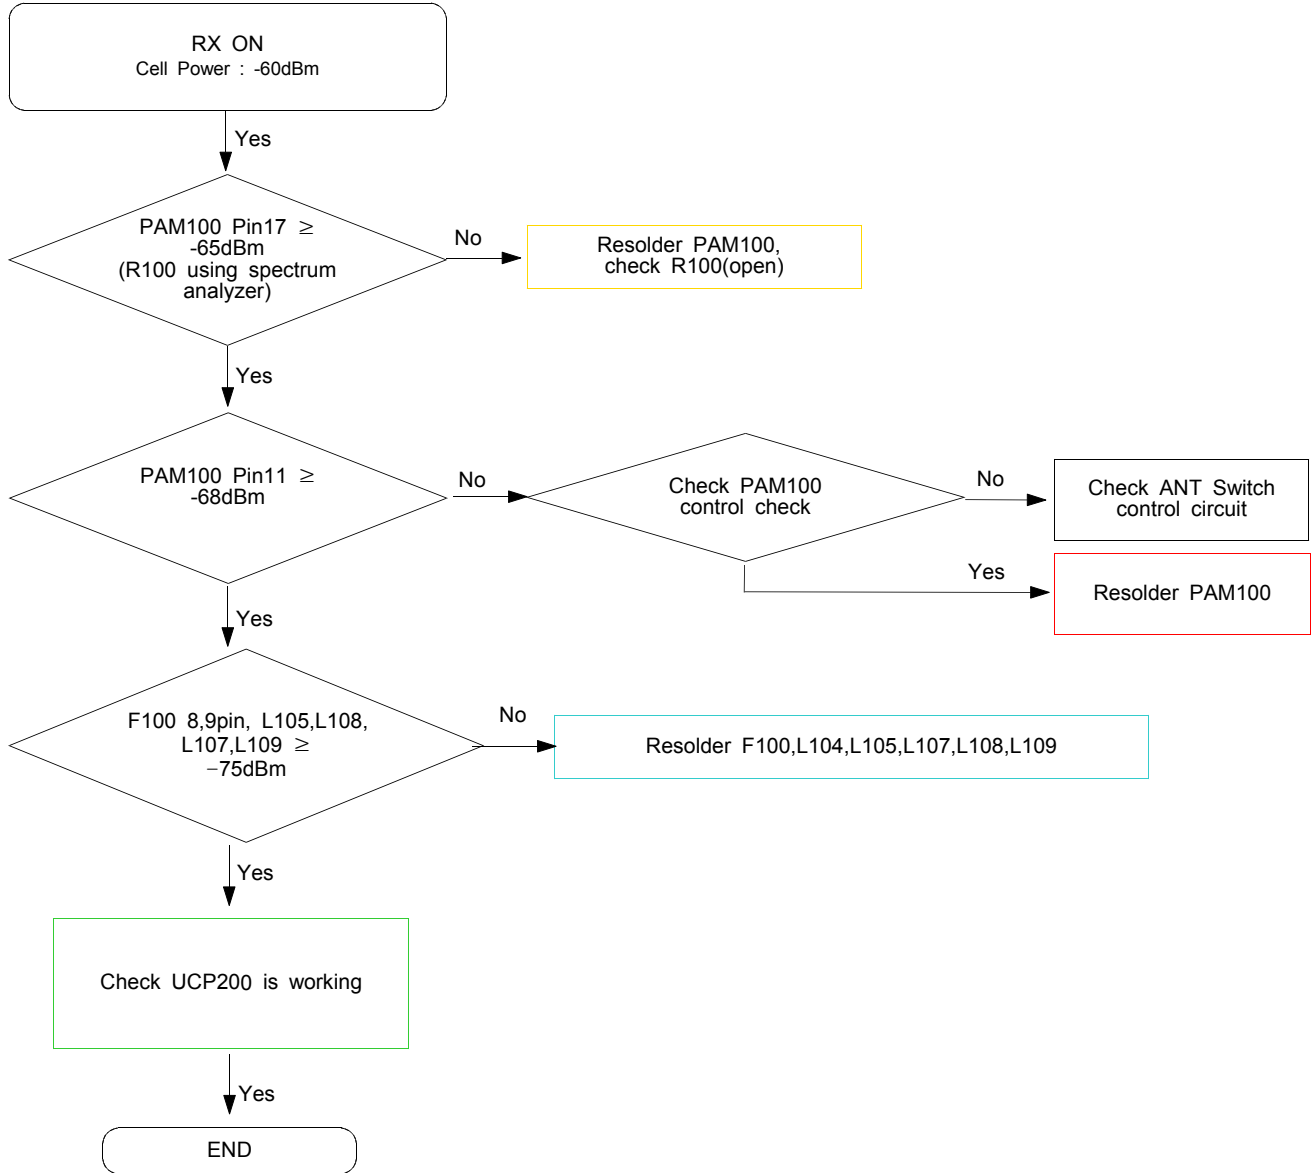 RX ON
Cell Power : -60dBm
Yes
PAM100 Pin17 ≥
-65dBm
(R100 using spectrum
analyzer)
No
Resolder PAM100,
check R100(open)
Yes
PAM100 Pin11 ≥
-68dBm
No
Check PAM100
control check
No
Check ANT Switch
control circuit
Yes
Resolder PAM100
Yes
F100 8,9pin, L105,L108,
L107,L109 ≥
−75dBm
No
Resolder F100,L104,L105,L107,L108,L109
Yes
Check UCP200 is working
Yes
END